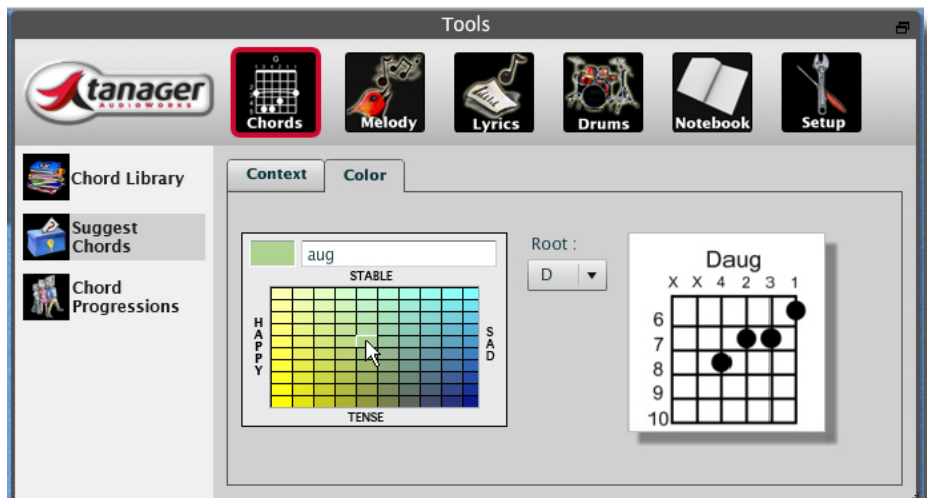 Tools
tanager
AUDIOWORKS
G
Chords
Melody
Lyrics
Drums
Notebook
Setup
Chord Library
Suggest
Chords
Chord
Progressions
Context
Color
aug
STABLE
HAPPY
SAD
TENSE
Root :
D
Daug
X X 4 2 3 1
6
7
8
9
10